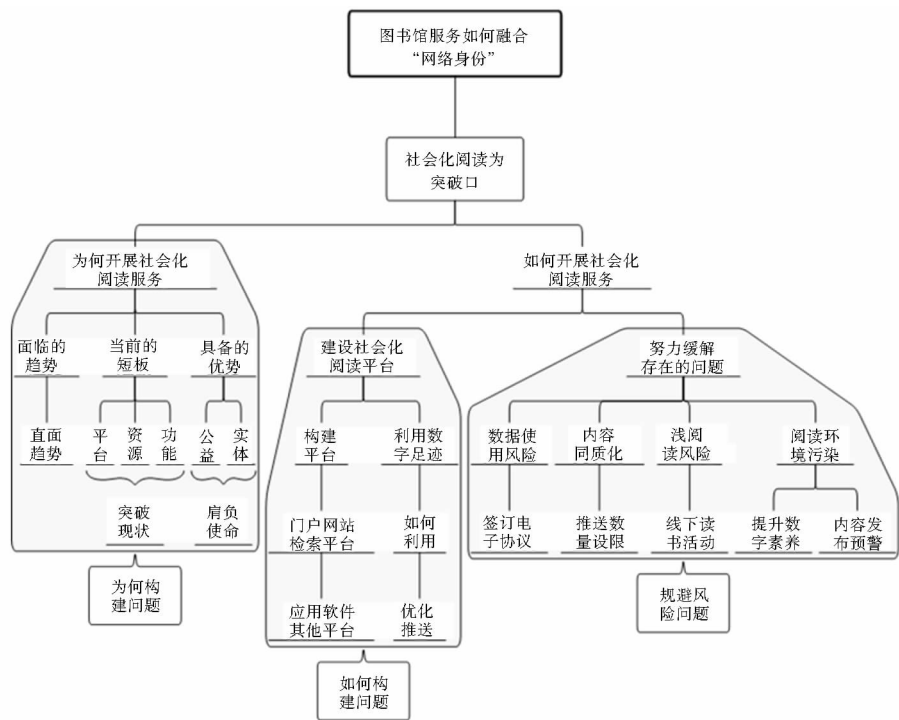 图书馆服务如何融合
“网络身份”
社会化阅读为
突破口
为何开展社会化
阅读服务
如何开展社会化
阅读服务
面临的
趋势
当前的
短板
具备的
优势
建设社会化
阅读平台
努力缓解
存在的问题
直面
趋势
平台
资源
功能
公益
实体
构建
平台
利用数
字足迹
数据使
用风险
内容
同质化
浅阅
读风险
阅读环
境污染
突破
现状
肩负
使命
门户网站
检索平台
如何
利用
签订电
子协议
推送数
量设限
线下读
书活动
提升数
字素养
内容发
布预警
为何构
建问题
应用软件
其他平台
优化
推送
规避风
险问题
如何构
建问题